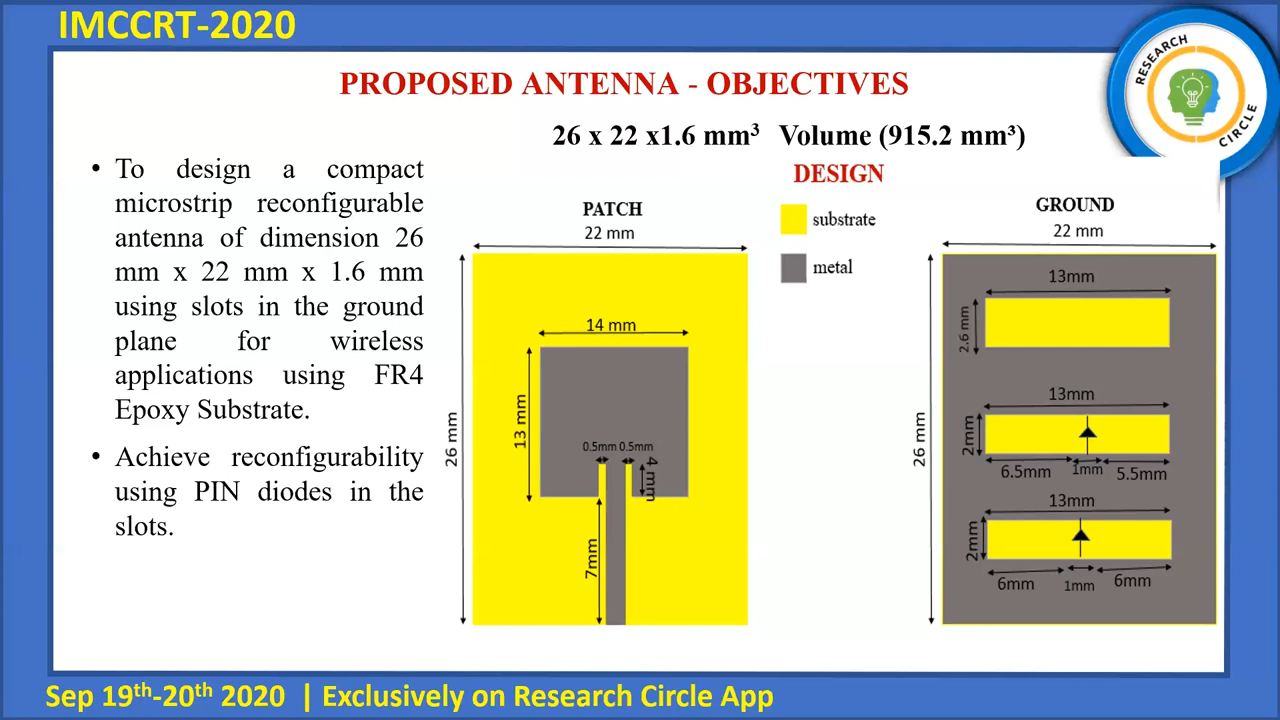 IMCCRT-2020
RESEARCH
CIRCLE
PROPOSED ANTENNA - OBJECTIVES
26 x 22 x1.6 mm³ Volume (915.2 mm³)
• To design a compact
microstrip reconfigurable
antenna of dimension 26
mm x 22 mm x 1.6 mm
using slots in the ground
plane for wireless
applications using FR4
Epoxy Substrate.
• Achieve reconfigurability
using PIN diodes in the
slots.
DESIGN
substrate
metal
PATCH
22 mm
26 mm
14 mm
13 mm
0.5mm 0.5mm
4 mm
7mm
GROUND
22 mm
26 mm
13mm
2.6 mm
13mm
2mm
6.5mm 1mm 5.5mm
13mm
2mm
6mm 1mm 6mm
Sep 19th-20th 2020 | Exclusively on Research Circle App